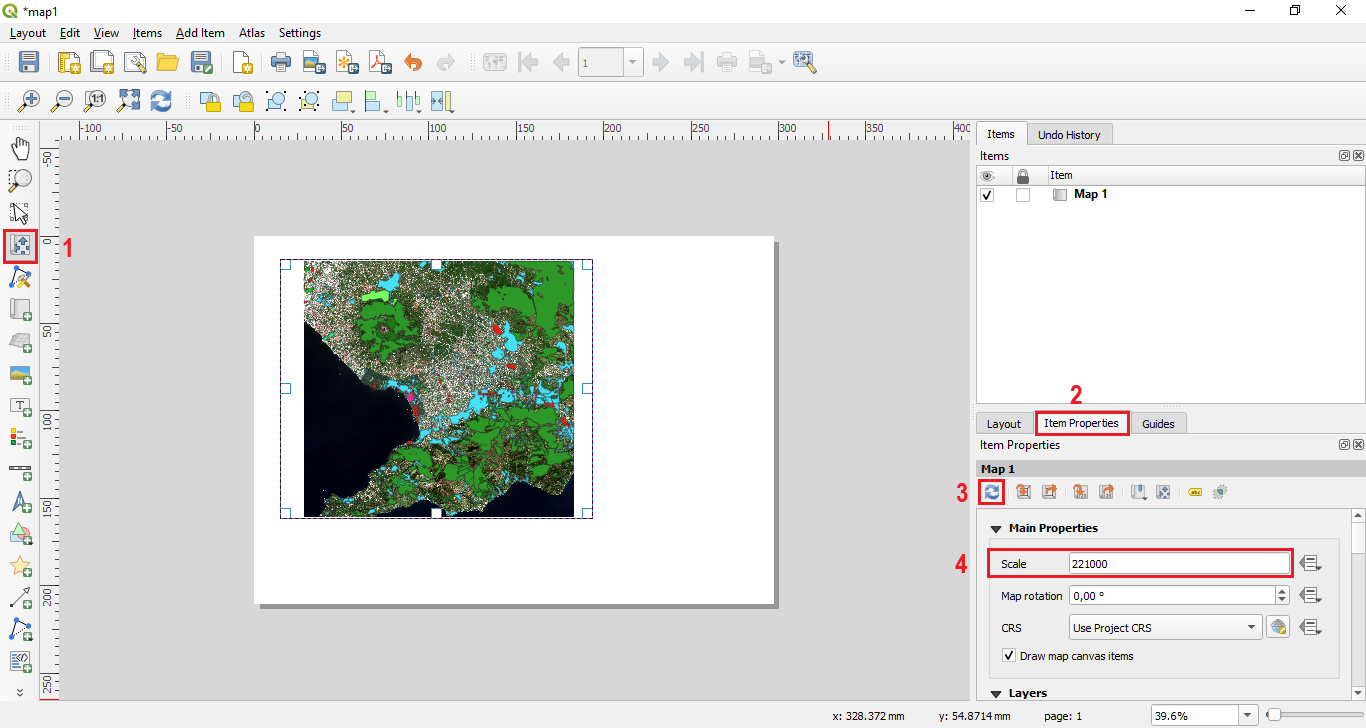 *map1
Layout Edit View Items Add Item Atlas Settings
1:1
1
-100 -50 0 50 100 150 200 250 300 350 400
Items Undo History
Items
Item
Map 1
-50
0
50
100
150
200
250
1
T
2
Layout Item Properties Guides
Item Properties
Map 1
3
abc
Main Properties
4
Scale 221000
Map rotation 0,00 °
CRS Use Project CRS
Draw map canvas items
Layers
x: 328.372 mm y: 54.8714 mm page: 1 39.6%